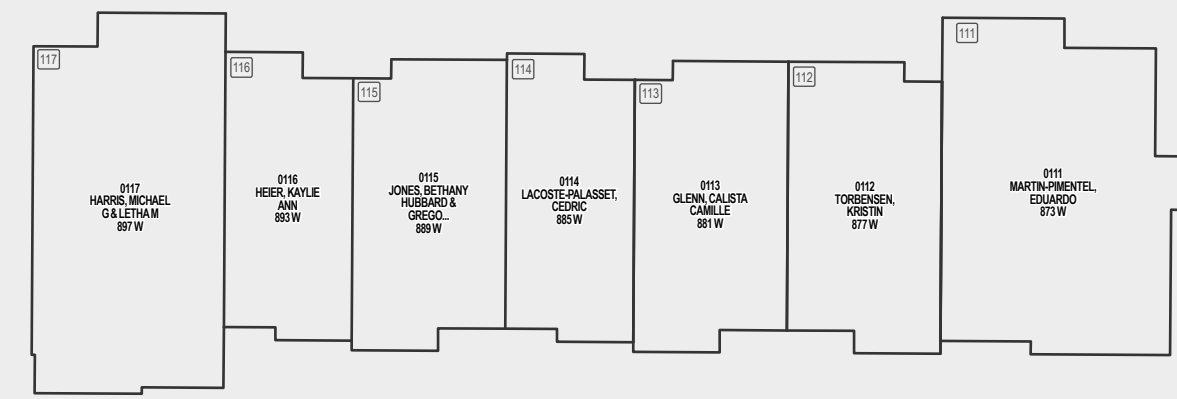 117
0117
HARRIS, MICHAEL
G & LETHA M
897 W
116
0116
HEIER, KAYLIE
ANN
893 W
115
0115
JONES, BETHANY
HUBBARD &
GREGO...
889 W
114
0114
LACOSTE-PALASSET,
CEDRIC
885 W
113
0113
GLENN, CALISTA
CAMILLE
881 W
112
0112
TORBENSEN,
KRISTIN
877 W
111
0111
MARTIN-PIMENTEL,
EDUARDO
873 W